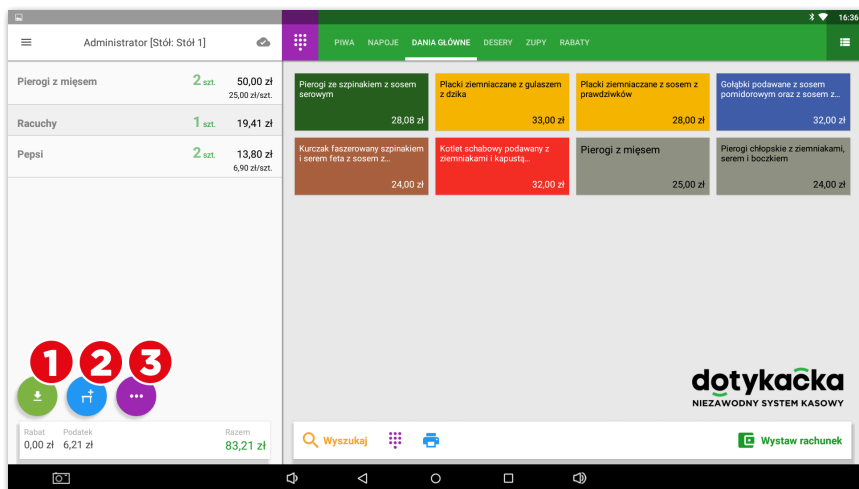 16:36
Administrator [Stół: Stół 1]
PIWA NAPOJE DANIA GŁÓWNE DESERY ZUPY RABATY
Pierogi z mięsem 2 szt. 50,00 zł
25,00 zł/szt.
Racuchy 1 szt. 19,41 zł
Pepsi 2 szt. 13,80 zł
6,90 zł/szt.
1 2 3
Rabat Podatek Razem
0,00 zł 6,21 zł 83,21 zł
Pierogi ze szpinakiem z sosem
serowym
28,08 zł
Placki ziemniaczane z gulaszem
z dzika
33,00 zł
Placki ziemniaczane z sosem z
prawdziwków
28,00 zł
Gołąbki podawane z sosem
pomidorowym oraz z sosem z...
32,00 zł
Kurczak faszerowany szpinakiem
i serem feta z sosem z...
24,00 zł
Kotlet schabowy podawany z
ziemniakami i kapustą...
32,00 zł
Pierogi z mięsem
25,00 zł
Pierogi chłopskie z ziemniakami,
serem i boczkiem
24,00 zł
dotykačka
NIEZAWODNY SYSTEM KASOWY
Wyszukaj
Wystaw rachunek